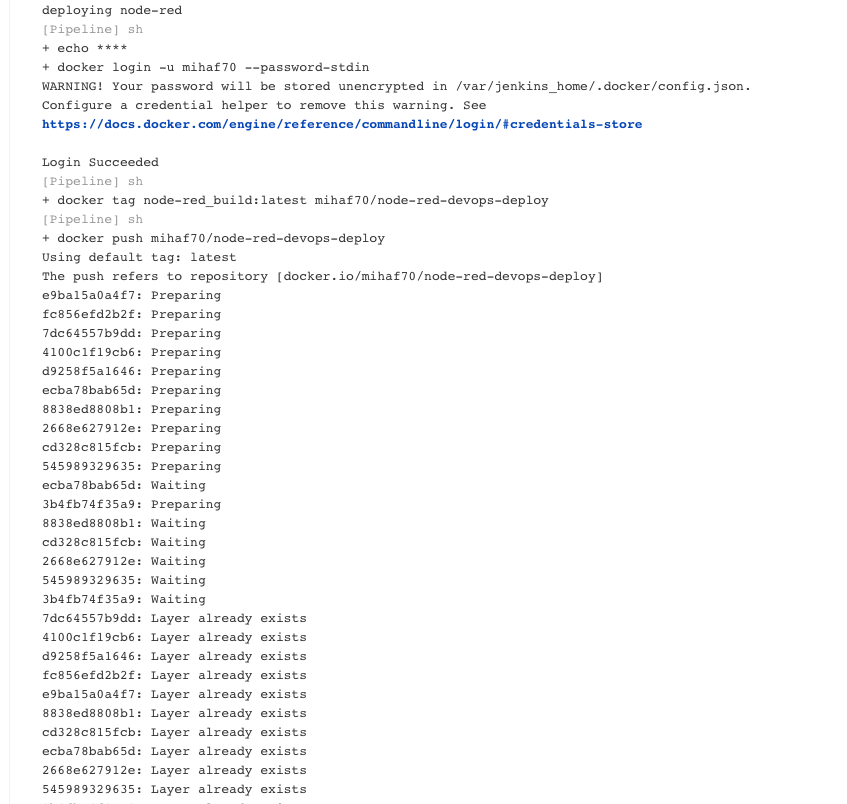 deploying node-red
[Pipeline] sh
+ echo ****
+ docker login -u mihaf70 --password-stdin
WARNING! Your password will be stored unencrypted in /var/jenkins_home/.docker/config.json.
Configure a credential helper to remove this warning. See
https://docs.docker.com/engine/reference/commandline/login/#credentials-store
Login Succeeded
[Pipeline] sh
+ docker tag node-red_build:latest mihaf70/node-red-devops-deploy
[Pipeline] sh
+ docker push mihaf70/node-red-devops-deploy
Using default tag: latest
The push refers to repository [docker.io/mihaf70/node-red-devops-deploy]
e9ba15a0a4f7: Preparing
fc856efd2b2f: Preparing
7dc64557b9dd: Preparing
4100c1f19cb6: Preparing
d9258f5a1646: Preparing
ecba78bab65d: Preparing
8838ed8808b1: Preparing
2668e627912e: Preparing
cd328c815fcb: Preparing
545989329635: Preparing
ecba78bab65d: Waiting
3b4fb74f35a9: Preparing
8838ed8808b1: Waiting
cd328c815fcb: Waiting
2668e627912e: Waiting
545989329635: Waiting
3b4fb74f35a9: Waiting
7dc64557b9dd: Layer already exists
4100c1f19cb6: Layer already exists
d9258f5a1646: Layer already exists
fc856efd2b2f: Layer already exists
e9ba15a0a4f7: Layer already exists
8838ed8808b1: Layer already exists
cd328c815fcb: Layer already exists
ecba78bab65d: Layer already exists
2668e627912e: Layer already exists
545989329635: Layer already exists